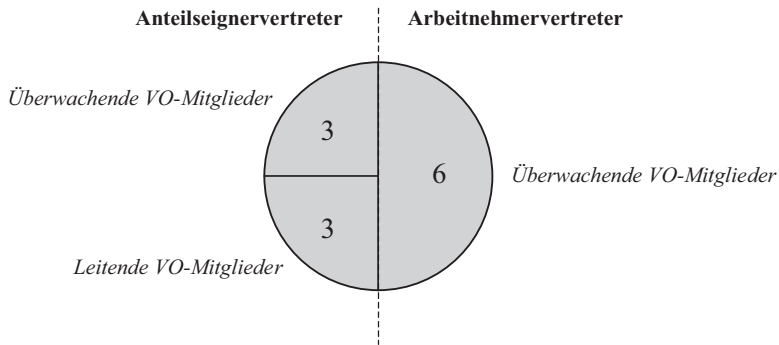 Anteilseignervertreter
Arbeitnehmervertreter
Überwachende VO-Mitglieder
3
6
Überwachende VO-Mitglieder
3
Leitende VO-Mitglieder